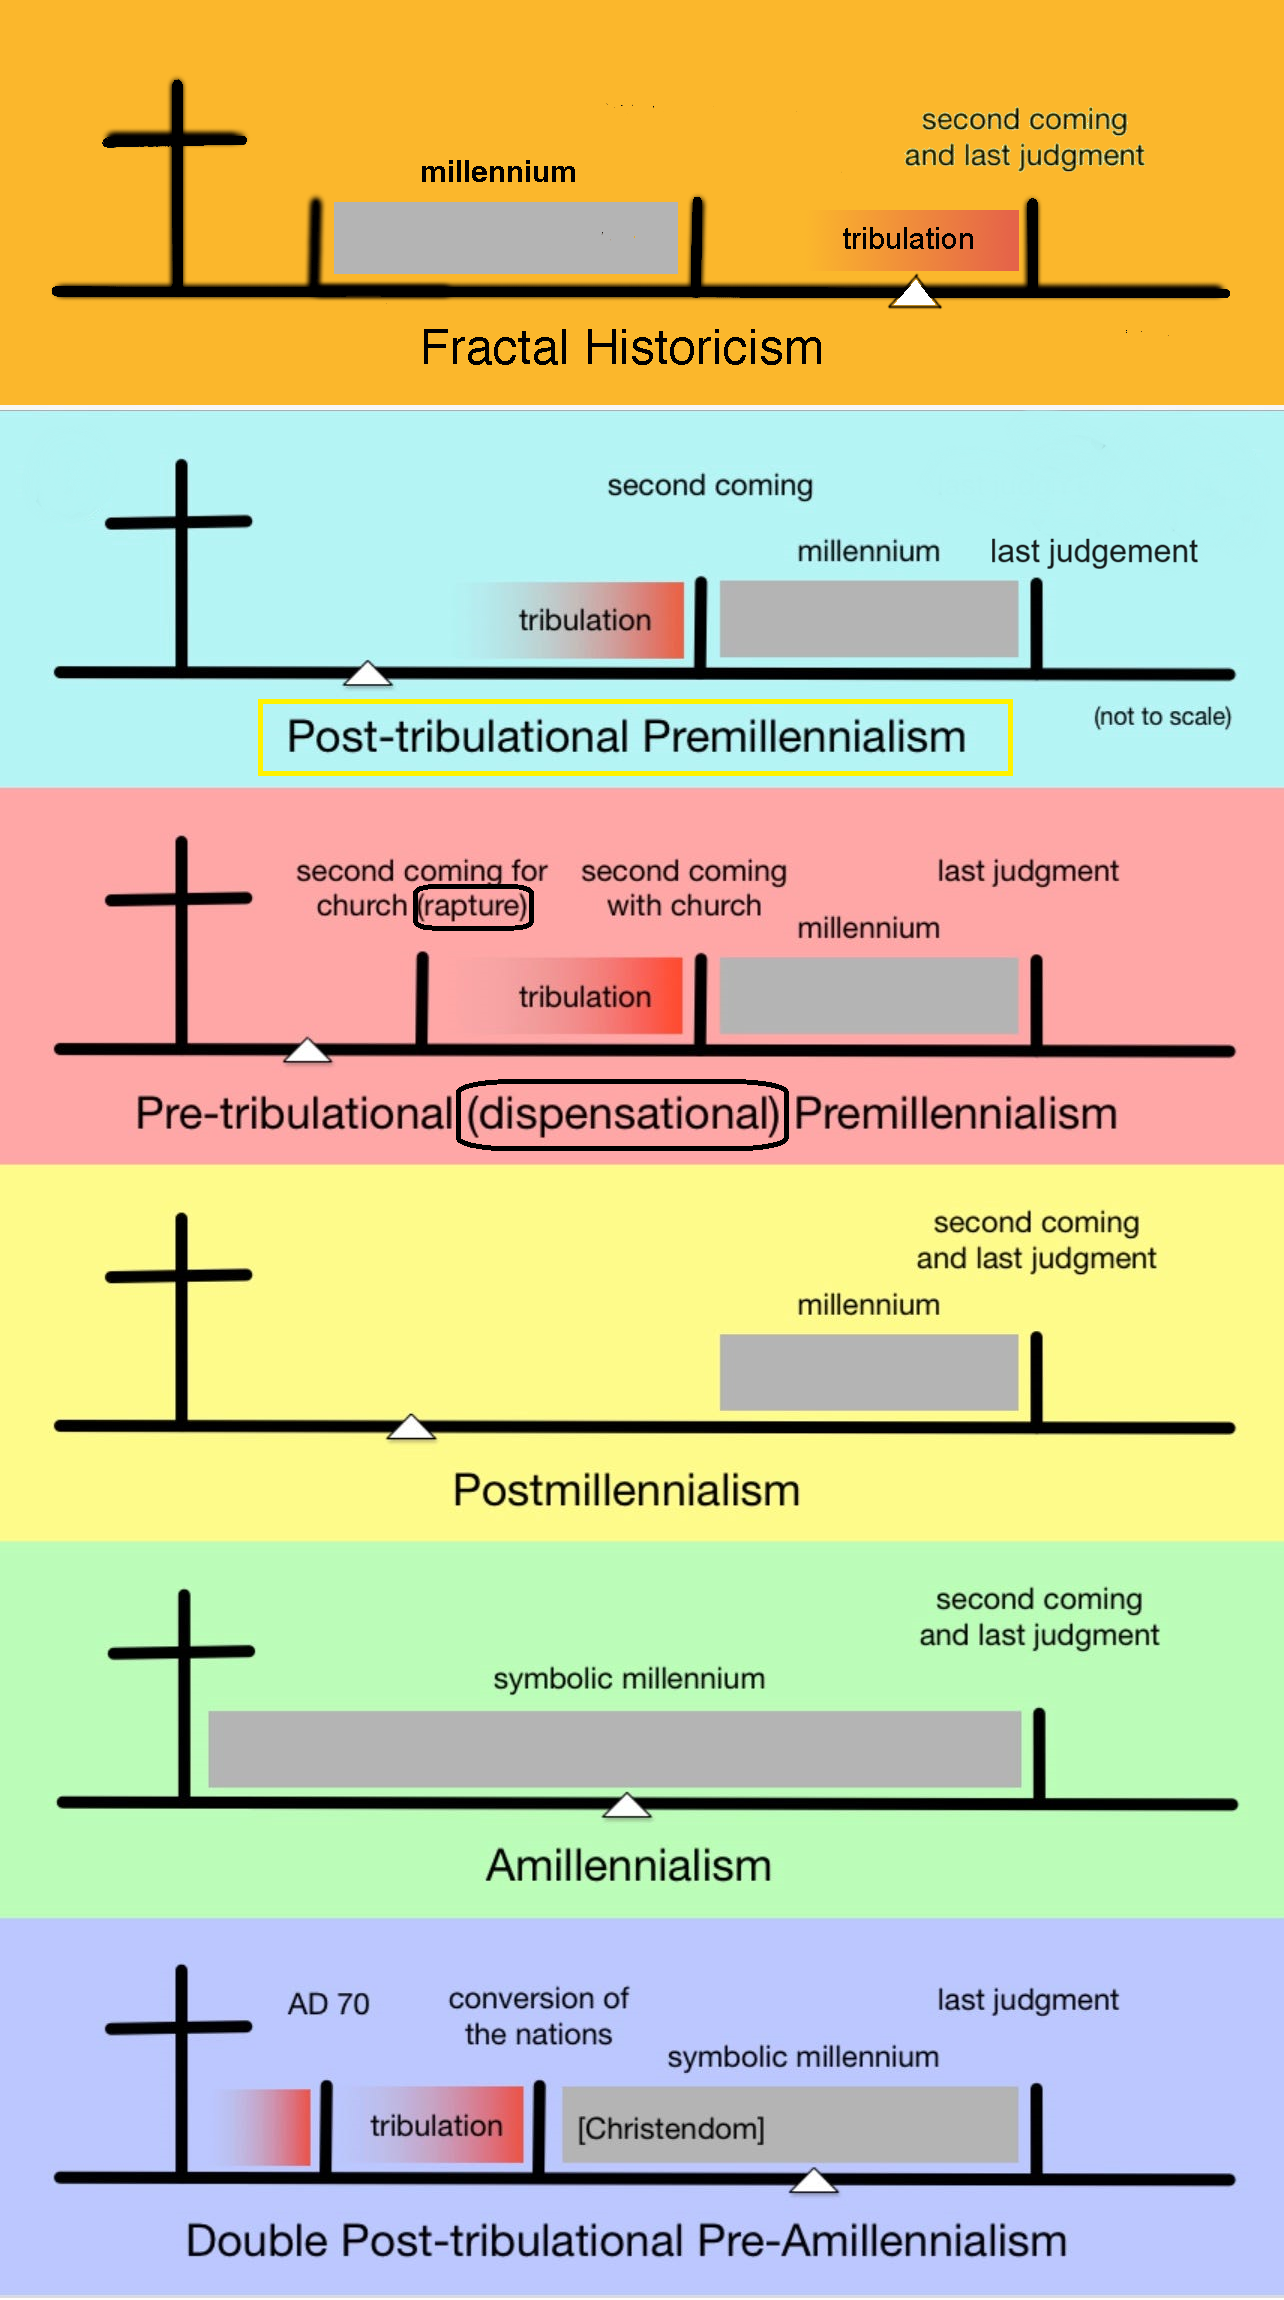 second coming
and last judgment
millennium
tribulation
Fractal Historicism
second coming
millennium
last judgement
tribulation
(not to scale)
Post-tribulational Premillennialism
second coming for
church (rapture)
second coming
with church
last judgment
millennium
tribulation
Pre-tribulational (dispensational) Premillennialism
second coming
and last judgment
millennium
Postmillennialism
second coming
and last judgment
symbolic millennium
Amillennialism
AD 70
conversion of
the nations
last judgment
symbolic millennium
tribulation
[Christendom]
Double Post-tribulational Pre-Amillennialism